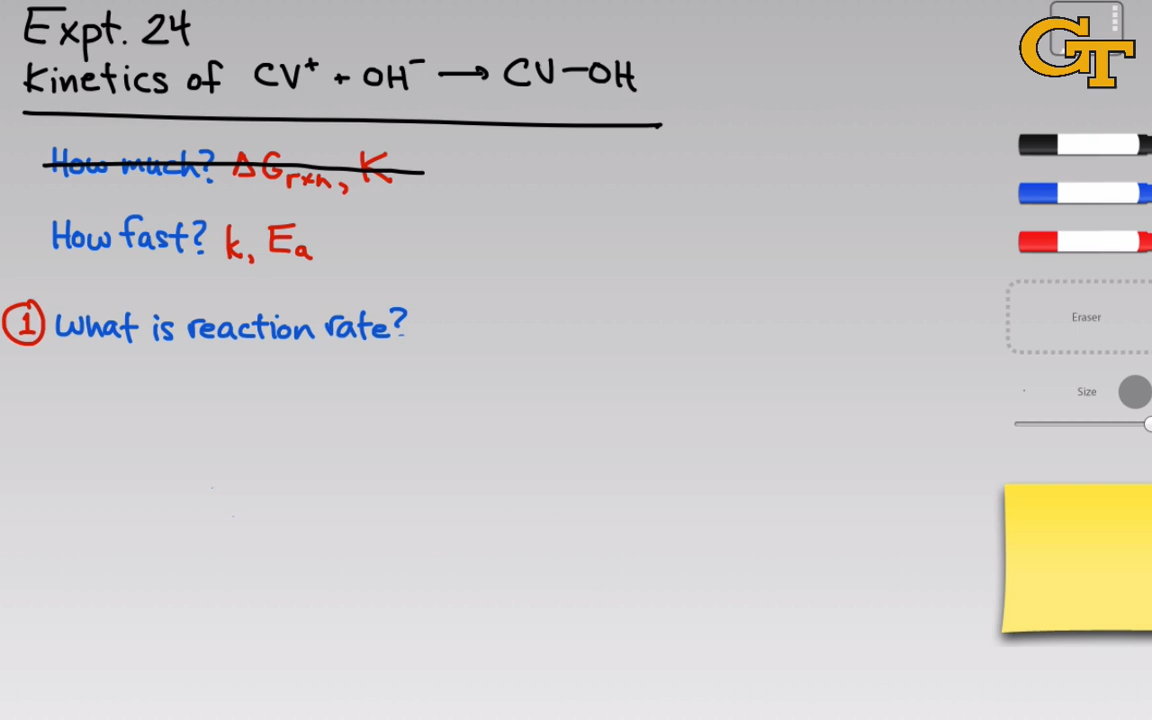 Expt. 24
Kinetics of CV⁺ + OH⁻ ⟶ CV–OH
How much? ΔG_rxn, K
How fast? k, E_a
① What is reaction rate?
GT
Eraser
Size